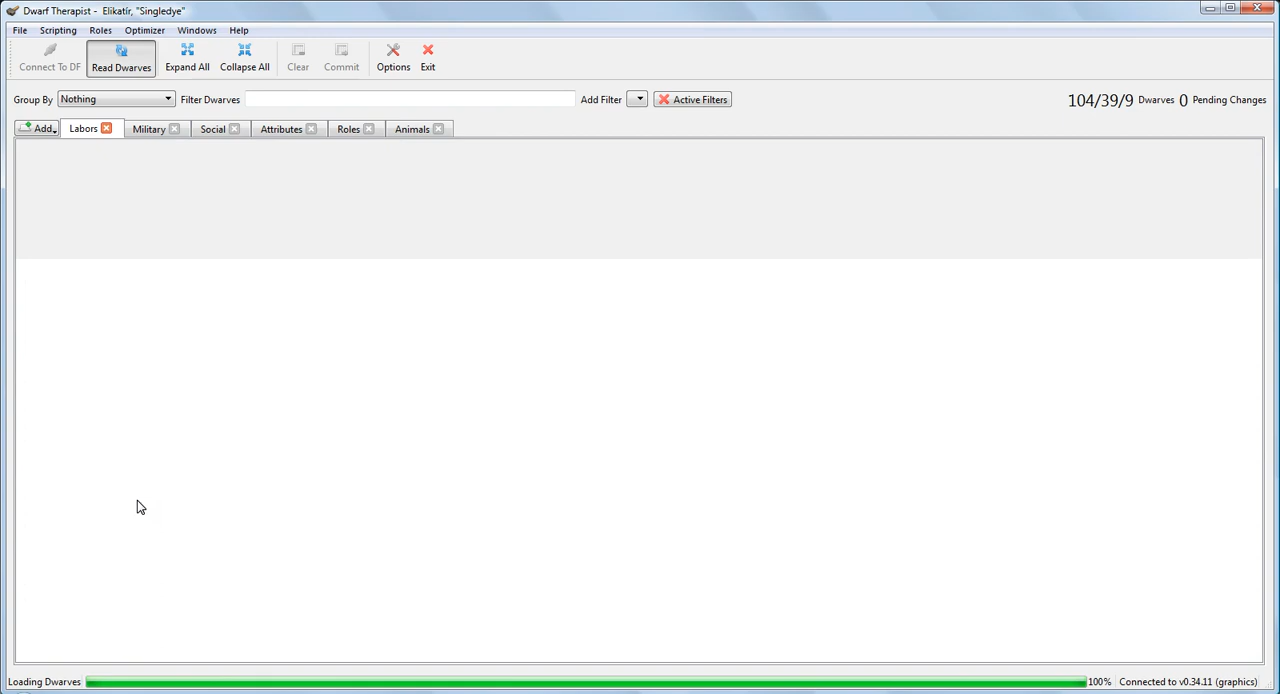 Dwarf Therapist - Elikatír, "Singledye"
File Scripting Roles Optimizer Windows Help
Connect To DF Read Dwarves Expand All Collapse All Clear Commit Options Exit
Group By Nothing Filter Dwarves Add Filter Active Filters 104/39/9 Dwarves 0 Pending Changes
Add Labors Military Social Attributes Roles Animals
Loading Dwarves 100% Connected to v0.34.11 (graphics)